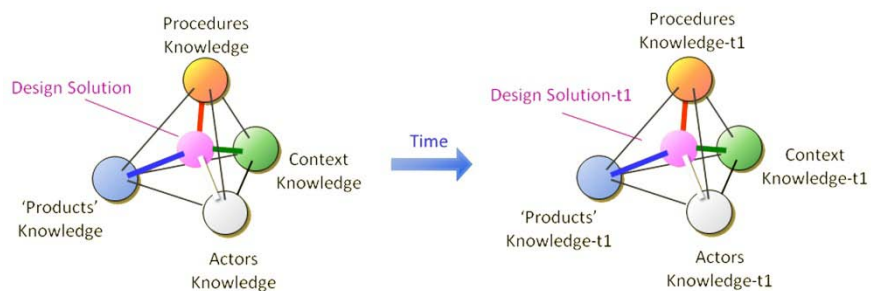 Procedures
Knowledge
Design Solution
Context
Knowledge
‘Products’
Knowledge
Actors
Knowledge
Time
Procedures
Knowledge-t1
Design Solution-t1
Context
Knowledge-t1
‘Products’
Knowledge-t1
Actors
Knowledge-t1